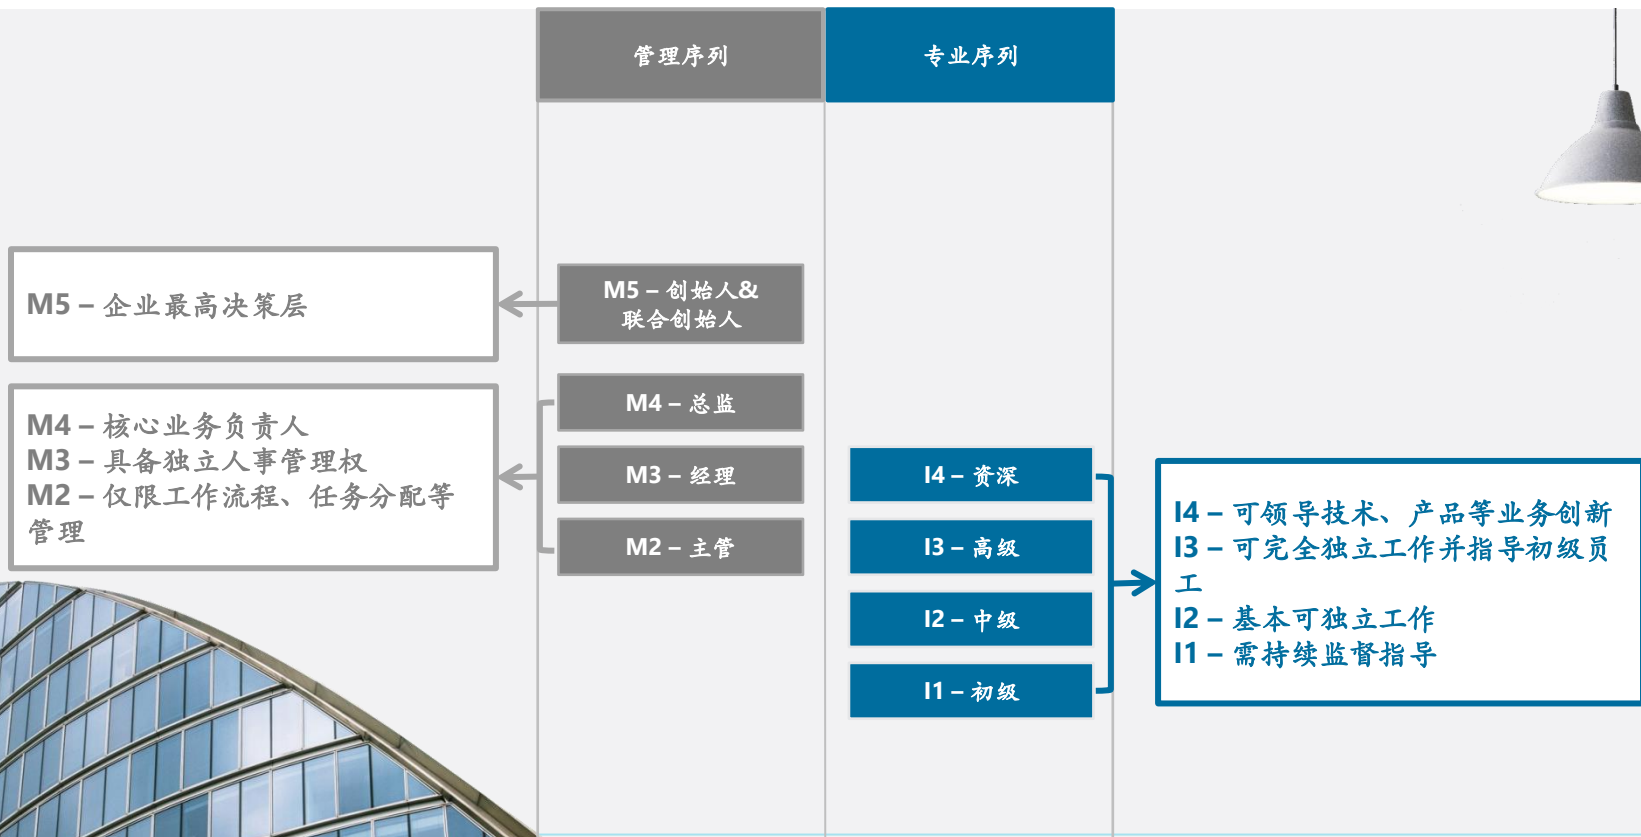 管理序列
专业序列
M5 – 企业最高决策层
M5 – 创始人&
联合创始人
M4 – 核心业务负责人
M3 – 具备独立人事管理权
M2 – 仅限工作流程、任务分配等
管理
M4 – 总监
M3 – 经理
M2 – 主管
I4 – 资深
I3 – 高级
I2 – 中级
I1 – 初级
I4 – 可领导技术、产品等业务创新
I3 – 可完全独立工作并指导初级员
工
I2 – 基本可独立工作
I1 – 需持续监督指导